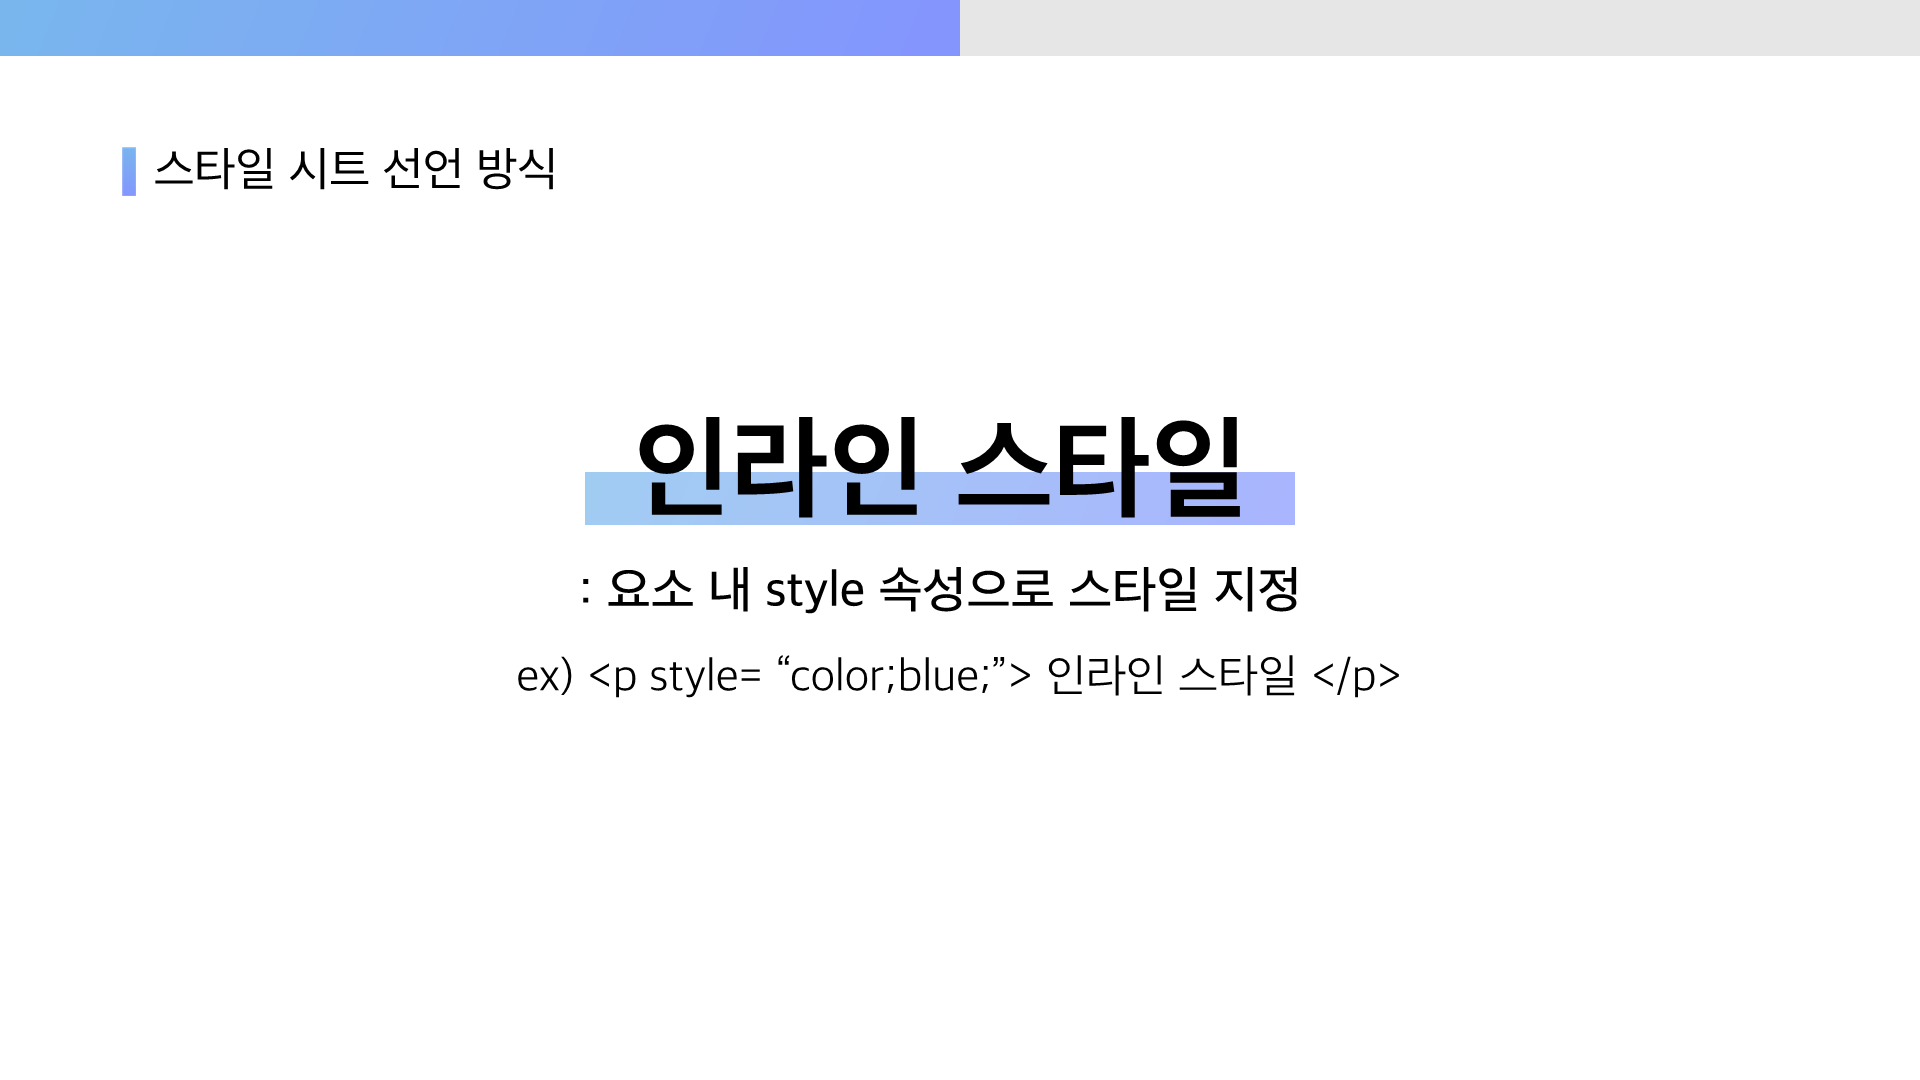 스타일 시트 선언 방식
인라인 스타일
: 요소 내 style 속성으로 스타일 지정
ex) <p style= “color;blue;”> 인라인 스타일 </p>